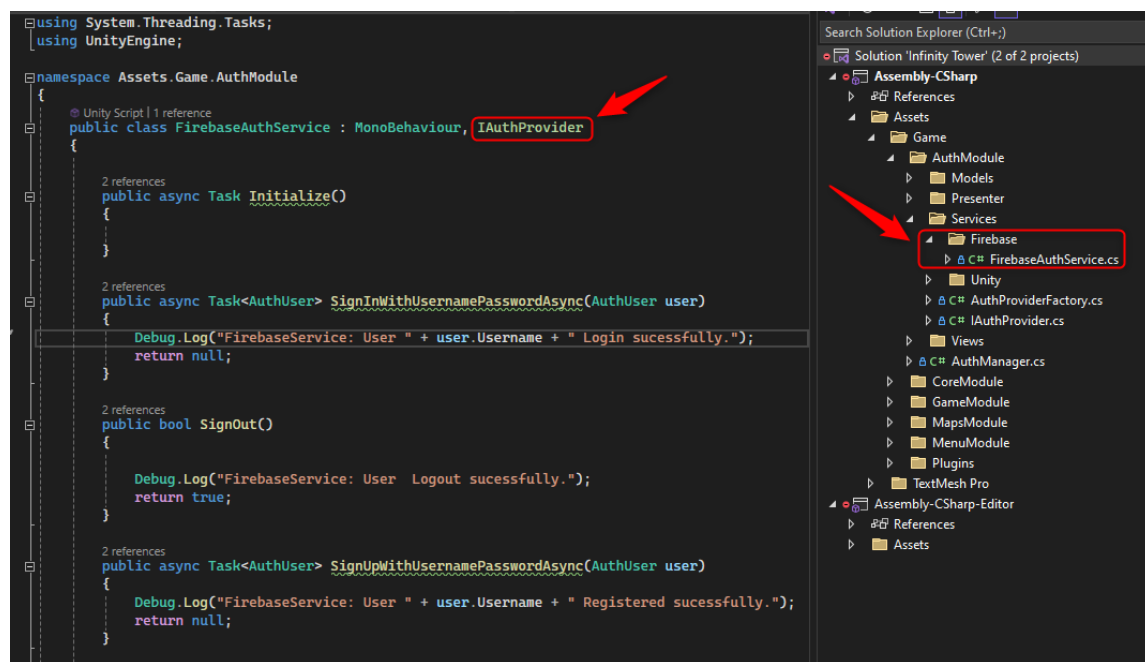 using System.Threading.Tasks;
using UnityEngine;
namespace Assets.Game.AuthModule
{
Unity Script | 1 reference
public class FirebaseAuthService : MonoBehaviour, IAuthProvider
{
2 references
public async Task Initialize()
{
}
2 references
public async Task<AuthUser> SignInWithUsernamePasswordAsync(AuthUser user)
{
Debug.Log("FirebaseService: User " + user.Username + " Login sucessfully.");
return null;
}
2 references
public bool SignOut()
{
Debug.Log("FirebaseService: User  Logout sucessfully.");
return true;
}
2 references
public async Task<AuthUser> SignUpWithUsernamePasswordAsync(AuthUser user)
{
Debug.Log("FirebaseService: User " + user.Username + " Registered sucessfully.");
return null;
}
Search Solution Explorer (Ctrl+;)
Solution 'Infinity Tower' (2 of 2 projects)
Assembly-CSharp
References
Assets
Game
AuthModule
Models
Presenter
Services
Firebase
C# FirebaseAuthService.cs
Unity
C# AuthProviderFactory.cs
C# IAuthProvider.cs
Views
C# AuthManager.cs
CoreModule
GameModule
MapsModule
MenuModule
Plugins
TextMesh Pro
Assembly-CSharp-Editor
References
Assets